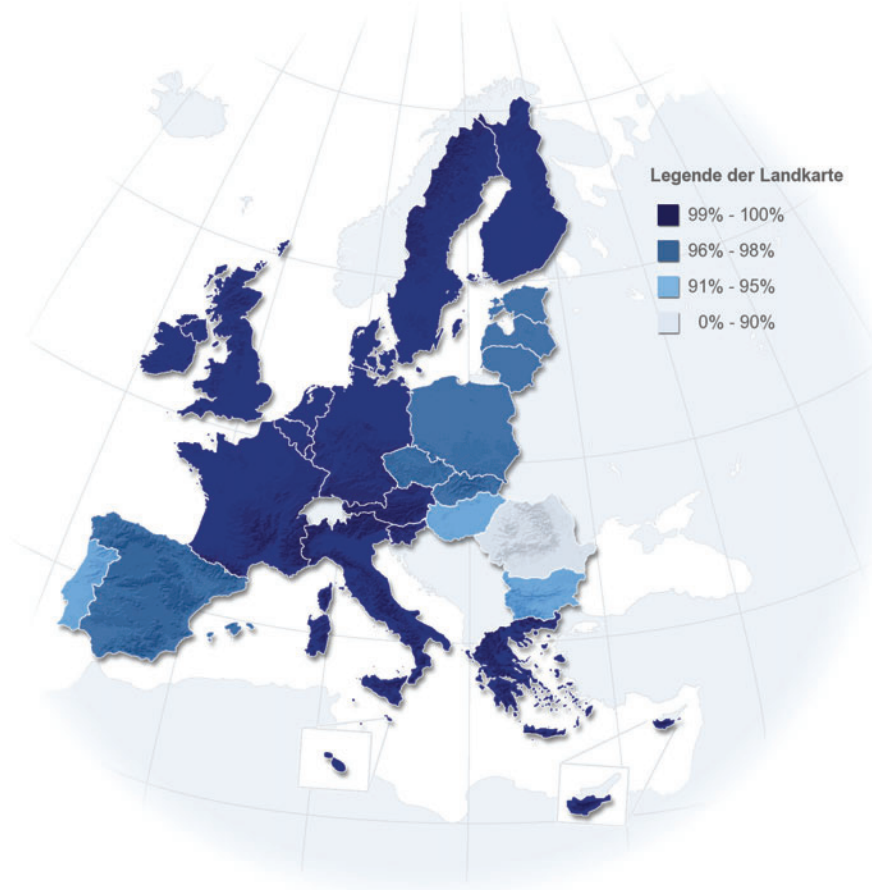 Legende der Landkarte
99% - 100%
96% - 98%
91% - 95%
0% - 90%